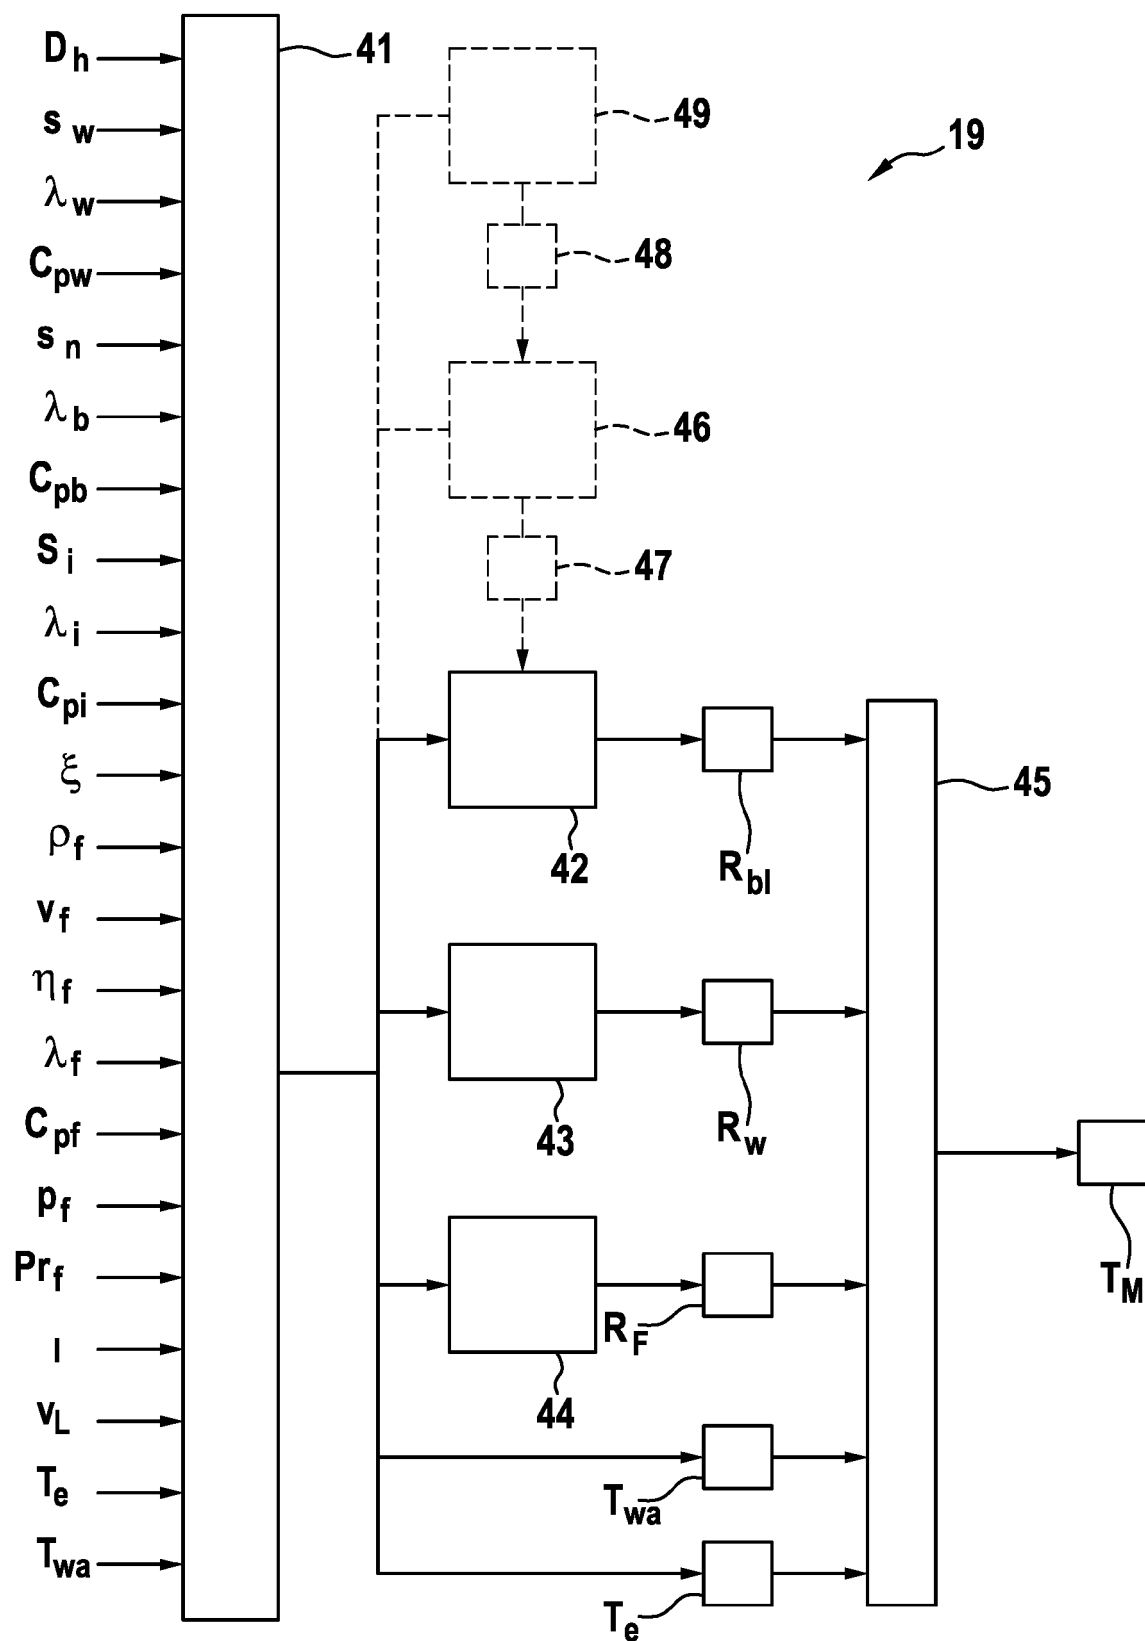 D_h
41
s_w
49
19
λ_w
C_pw
48
s_n
λ_b
46
C_pb
S_i
47
λ_i
C_pi
ξ
45
ρ_f
42
R_bl
v_f
η_f
λ_f
C_pf
43
R_w
p_f
Pr_f
T_M
R_F
l
v_L
44
T_e
T_wa
T_wa
T_e